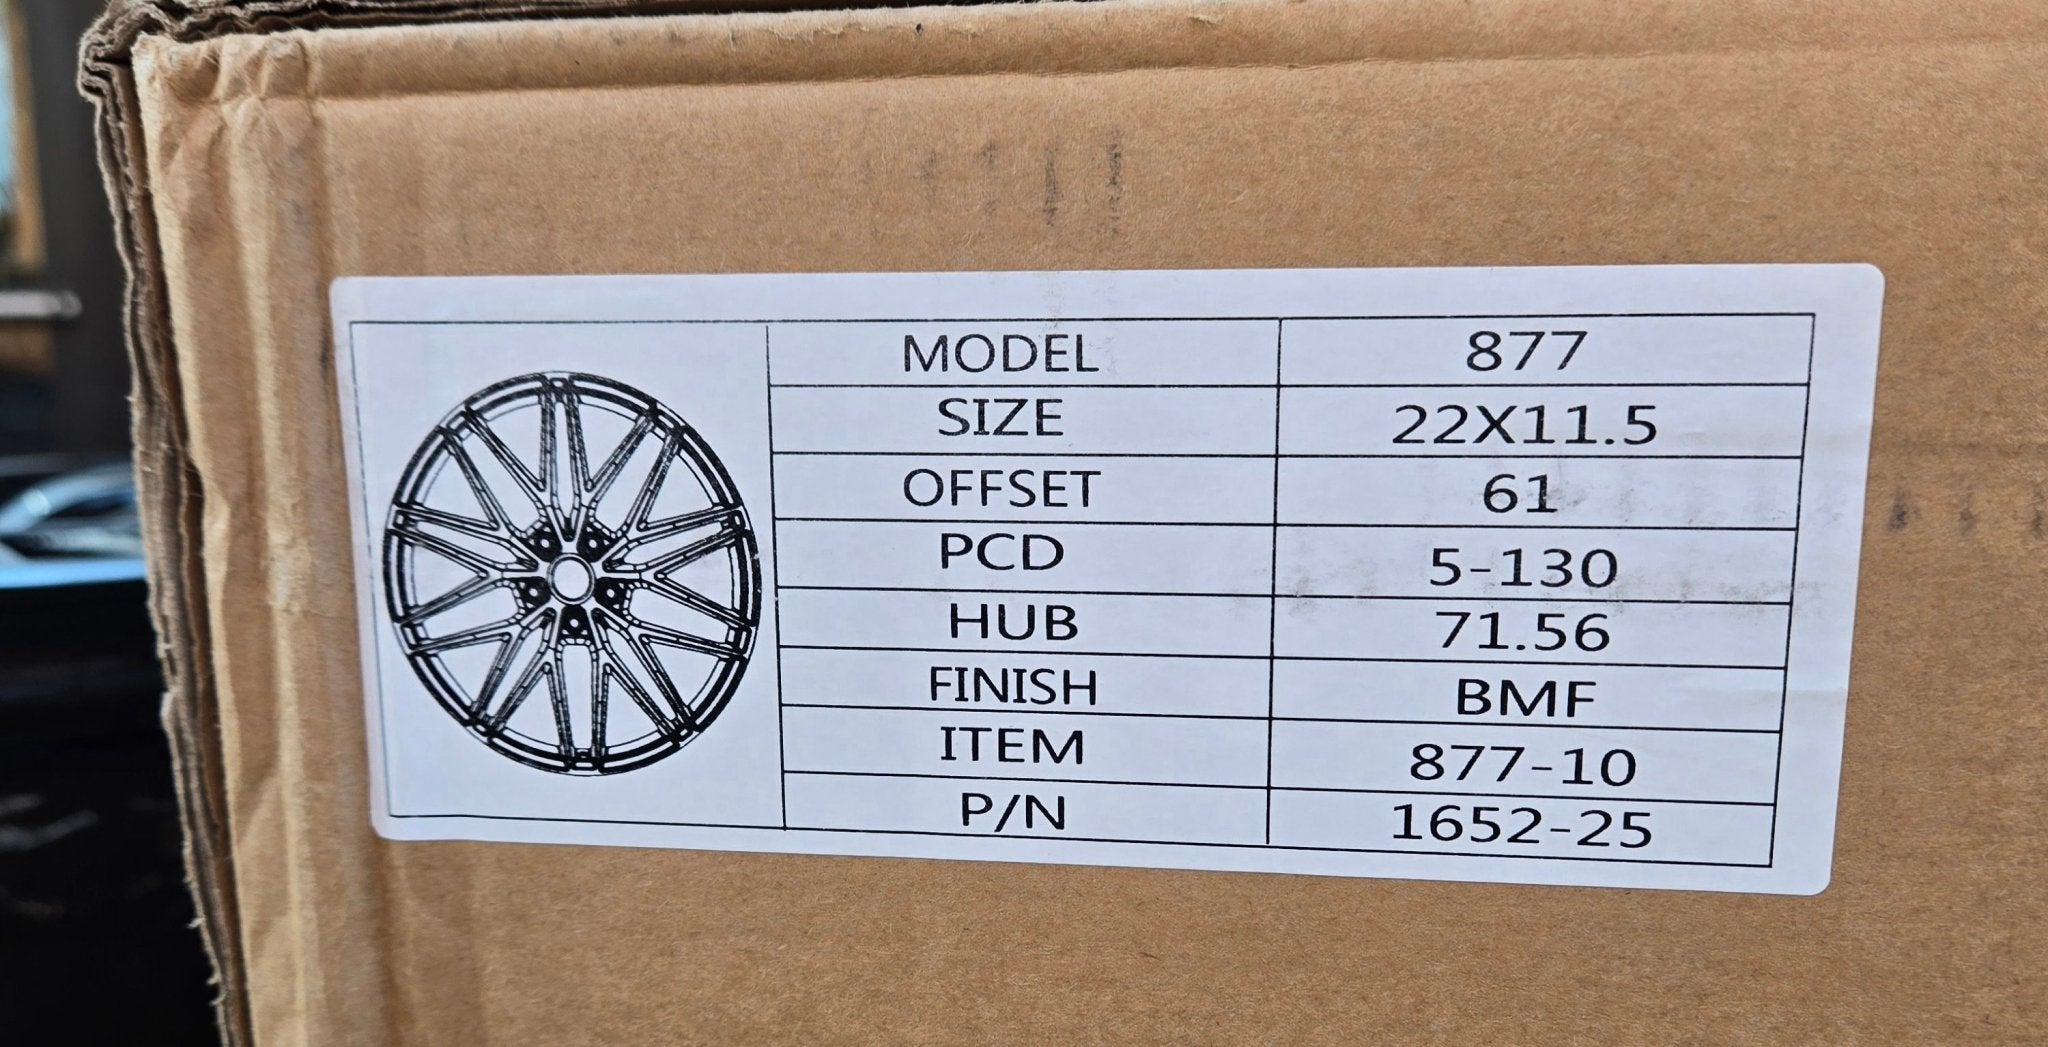 MODEL 877
SIZE 22X11.5
OFFSET 61
PCD 5-130
HUB 71.56
FINISH BMF
ITEM 877-10
P/N 1652-25